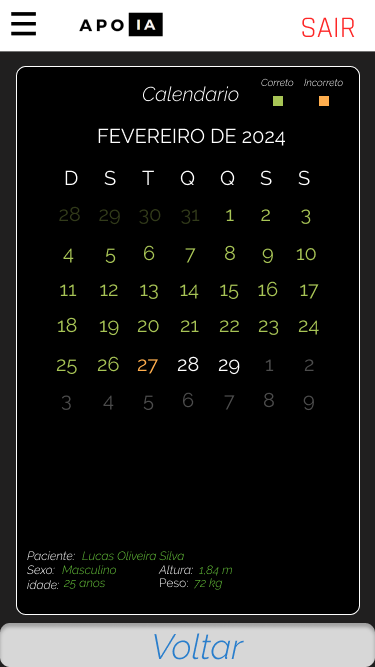 APOIA
SAIR
Correto Incorreto
Calendario
FEVEREIRO DE 2024
D S T Q Q S S
28 29 30 31 1 2 3
4 5 6 7 8 9 10
11 12 13 14 15 16 17
18 19 20 21 22 23 24
25 26 27 28 29 1 2
3 4 5 6 7 8 9
Paciente: Lucas Oliveira Silva
Sexo: Masculino Altura: 1,84 m
idade: 25 anos Peso: 72 kg
Voltar